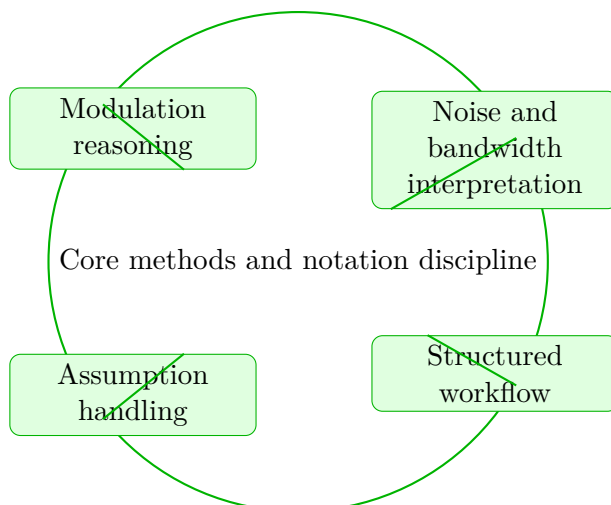 Modulation
reasoning
Noise and
bandwidth
interpretation
Core methods and notation discipline
Assumption
handling
Structured
workflow